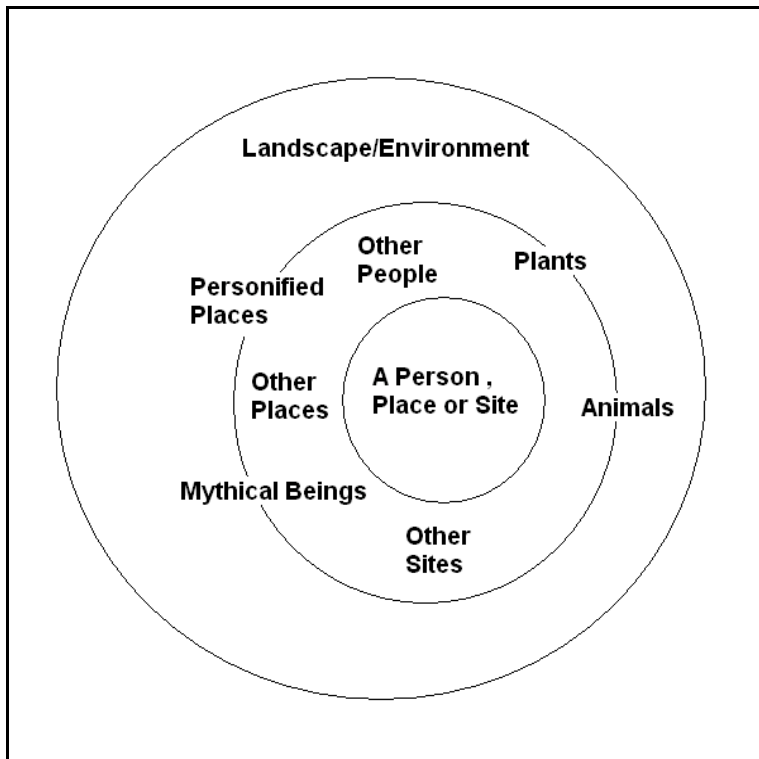 Landscape/Environment
Other
People
Plants
Personified
Places
Other
Places
A Person ,
Place or Site
Animals
Mythical Beings
Other
Sites